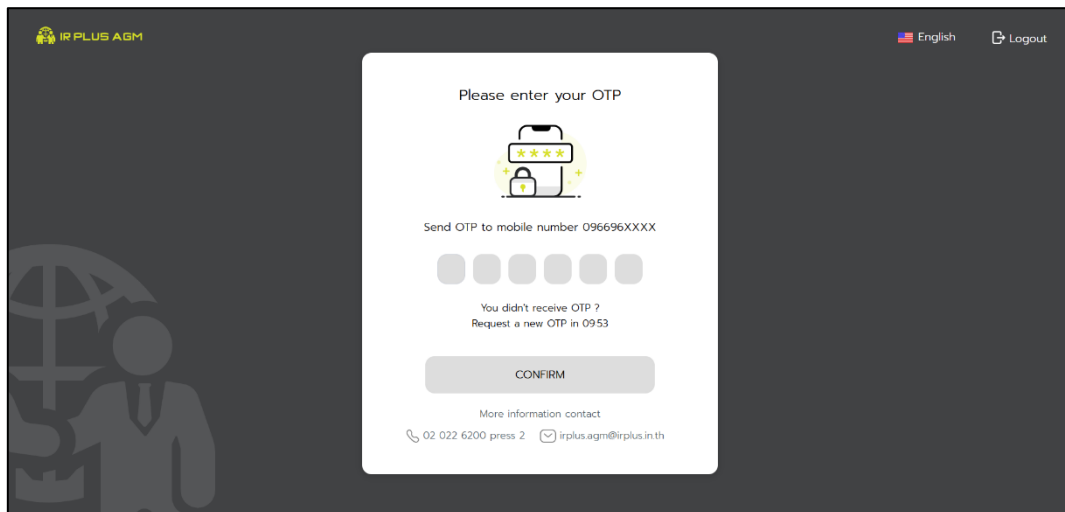 IR PLUS AGM
English
Logout
Please enter your OTP
****
Send OTP to mobile number 096696XXXX
You didn't receive OTP ?
Request a new OTP in 09:53
CONFIRM
More information contact
02 022 6200 press 2
irplus.agm@irplus.in.th